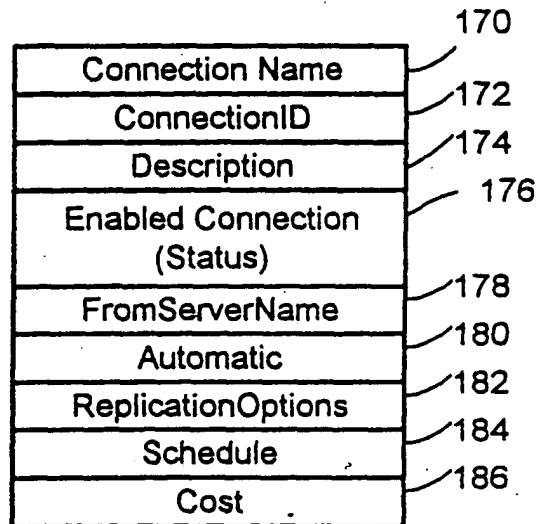 170
Connection Name
172
ConnectionID
174
Description
176
Enabled Connection
(Status)
178
FromServerName
180
Automatic
182
ReplicationOptions
184
Schedule
186
Cost